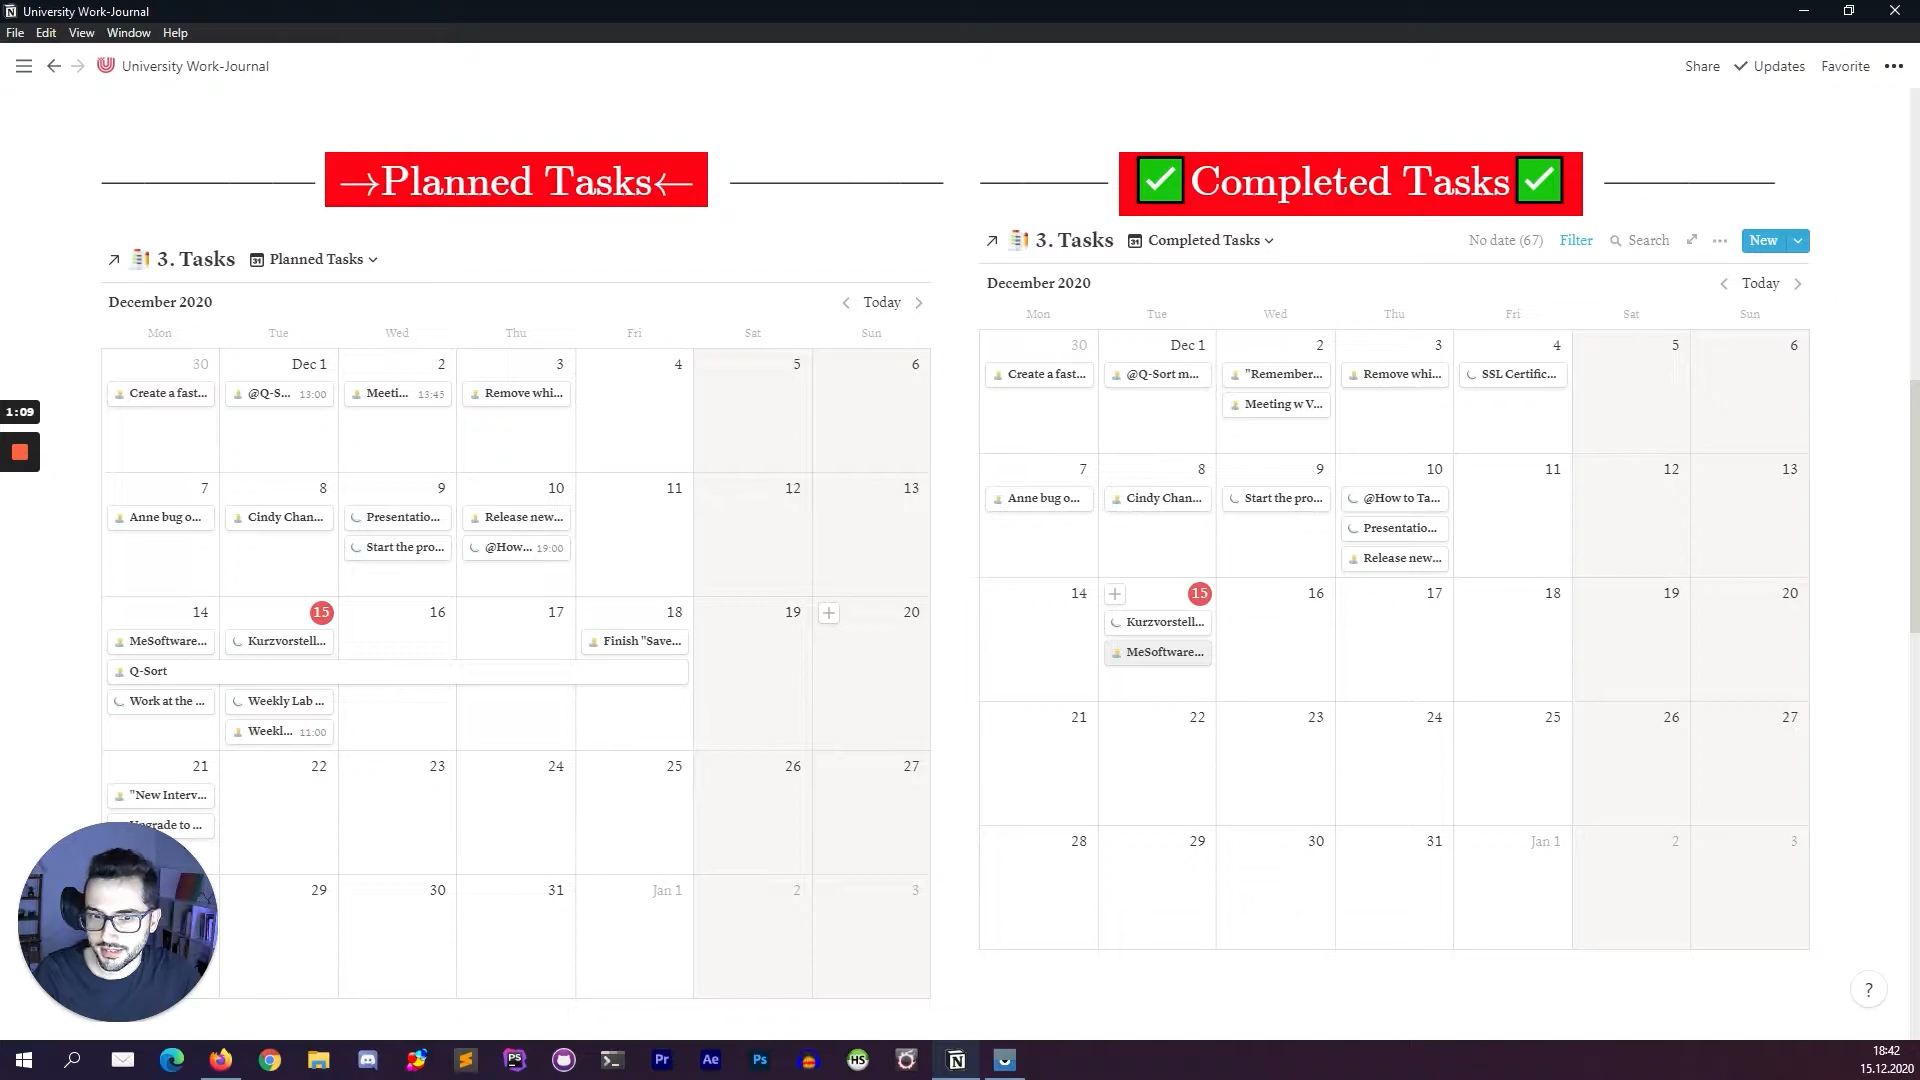 University Work-Journal
File Edit View Window Help
University Work-Journal
Share Updates Favorite
→Planned Tasks←
Completed Tasks
3. Tasks Planned Tasks
December 2020
Today
Mon Tue Wed Thu Fri Sat Sun
30 Dec 1 2 3 4 5 6
Create a fast... @Q-S... 13:00 Meeti... 13:45 Remove whi...
7 8 9 10 11 12 13
Anne bug o... Cindy Chan... Presentatio... Release new...
Start the pro... @How... 19:00
14 15 16 17 18 19 20
MeSoftware... Kurzvorstell... Finish "Save...
Q-Sort
Work at the ... Weekly Lab ...
Weekl... 11:00
21 22 23 24 25 26 27
"New Interv...
Upgrade to ...
29 30 31 Jan 1 2 3
3. Tasks Completed Tasks No date (67) Filter Search New
December 2020
Today
Mon Tue Wed Thu Fri Sat Sun
30 Dec 1 2 3 4 5 6
Create a fast... @Q-Sort m... "Remember... Remove whi... SSL Certific...
Meeting w V...
7 8 9 10 11 12 13
Anne bug o... Cindy Chan... Start the pro... @How to Ta...
Presentatio...
Release new...
14 15 16 17 18 19 20
Kurzvorstell...
MeSoftware...
21 22 23 24 25 26 27
28 29 30 31 Jan 1 2 3
1:09
?
PS Pr Ae Ps HS
18:42
15.12.2020